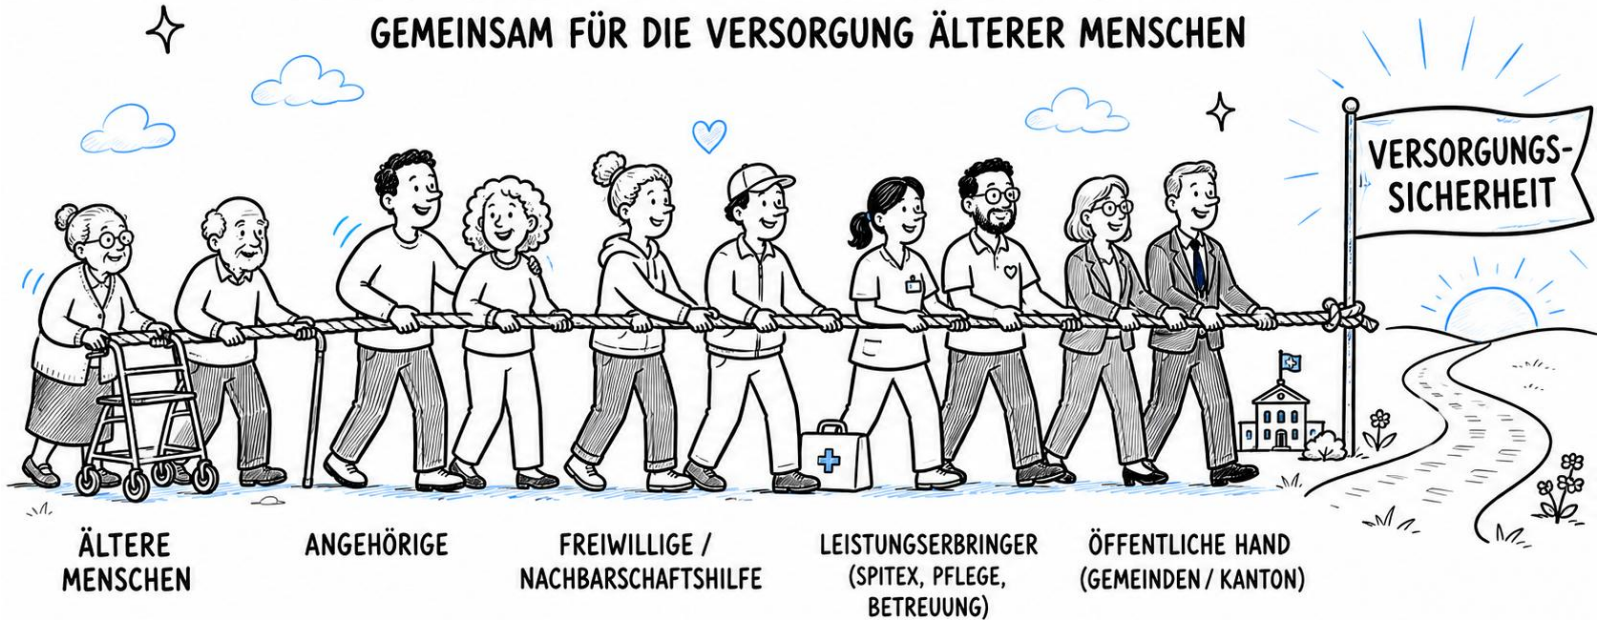 GEMEINSAM FÜR DIE VERSORGUNG ÄLTERER MENSCHEN
VERSORGUNGS-
SICHERHEIT
ÄLTERE
MENSCHEN
ANGEHÖRIGE
FREIWILLIGE /
NACHBARSCHAFTSHILFE
LEISTUNGSERBRINGER
(SPITEX, PFLEGE,
BETREUUNG)
ÖFFENTLICHE HAND
(GEMEINDEN / KANTON)